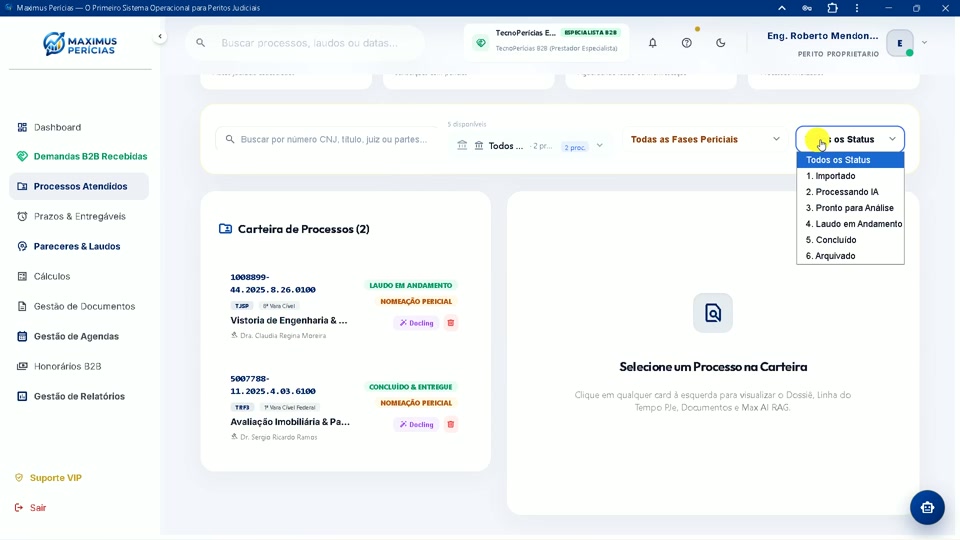 Maximus Perícias — O Primeiro Sistema Operacional para Peritos Judiciais
MAXIMUS
PERÍCIAS
Buscar processos, laudos ou datas...
TecnoPerícias E...
ESPECIALISTA B2B
TecnoPerícias B2B (Prestador Especialista)
Eng. Roberto Mendon...
PERITO PROPRIETARIO
E
Dashboard
Demandas B2B Recebidas
Processos Atendidos
Prazos & Entregáveis
Pareceres & Laudos
Cálculos
Gestão de Documentos
Gestão de Agendas
Honorários B2B
Gestão de Relatórios
Suporte VIP
Sair
5 disponíveis
Buscar por número CNJ, título, juiz ou partes...
Todos ...
2 pr...
2 proc.
Todas as Fases Periciais
os Status
Todos os Status
1. Importado
2. Processando IA
3. Pronto para Análise
4. Laudo em Andamento
5. Concluído
6. Arquivado
Carteira de Processos (2)
1008899-
44.2025.8.26.0100
LAUDO EM ANDAMENTO
NOMEAÇÃO PERICIAL
TJSP
Vara Cível
Vistoria de Engenharia & ...
Docling
Dra. Claudia Regina Moreira
5007788-
11.2025.4.03.6100
CONCLUÍDO & ENTREGUE
NOMEAÇÃO PERICIAL
TRF3
1ª Vara Cível Federal
Avaliação Imobiliária & Pa...
Docling
Dr. Sergio Ricardo Ramos
Selecione um Processo na Carteira
Clique em qualquer card à esquerda para visualizar o Dossiê, Linha do
Tempo PJe, Documentos e Max AI RAG.